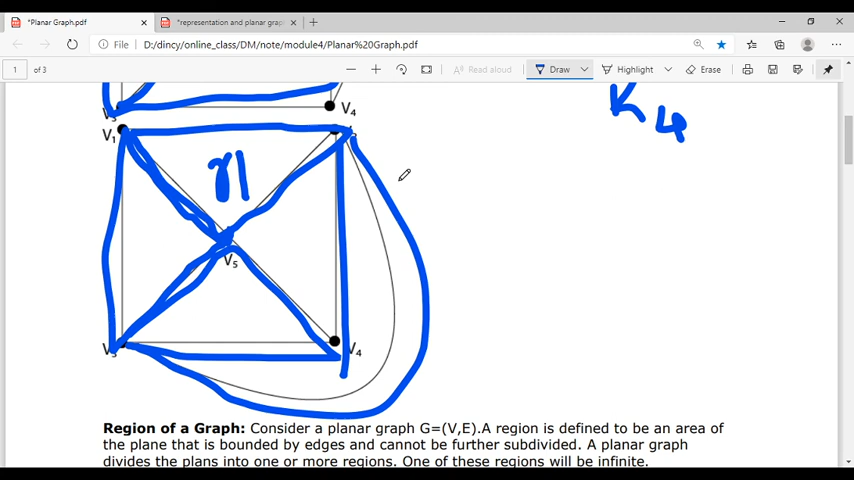 *Planar Graph.pdf
*representation and planar grap
File
D:/dincy/online_class/DM/note/module4/Planar%20Graph.pdf
1 of 3
Read aloud
Draw
Highlight
Erase
V4
K4
V1
r1
V5
V4
Region of a Graph: Consider a planar graph G=(V,E).A region is defined to be an area of
the plane that is bounded by edges and cannot be further subdivided. A planar graph
divides the plans into one or more regions. One of these regions will be infinite.